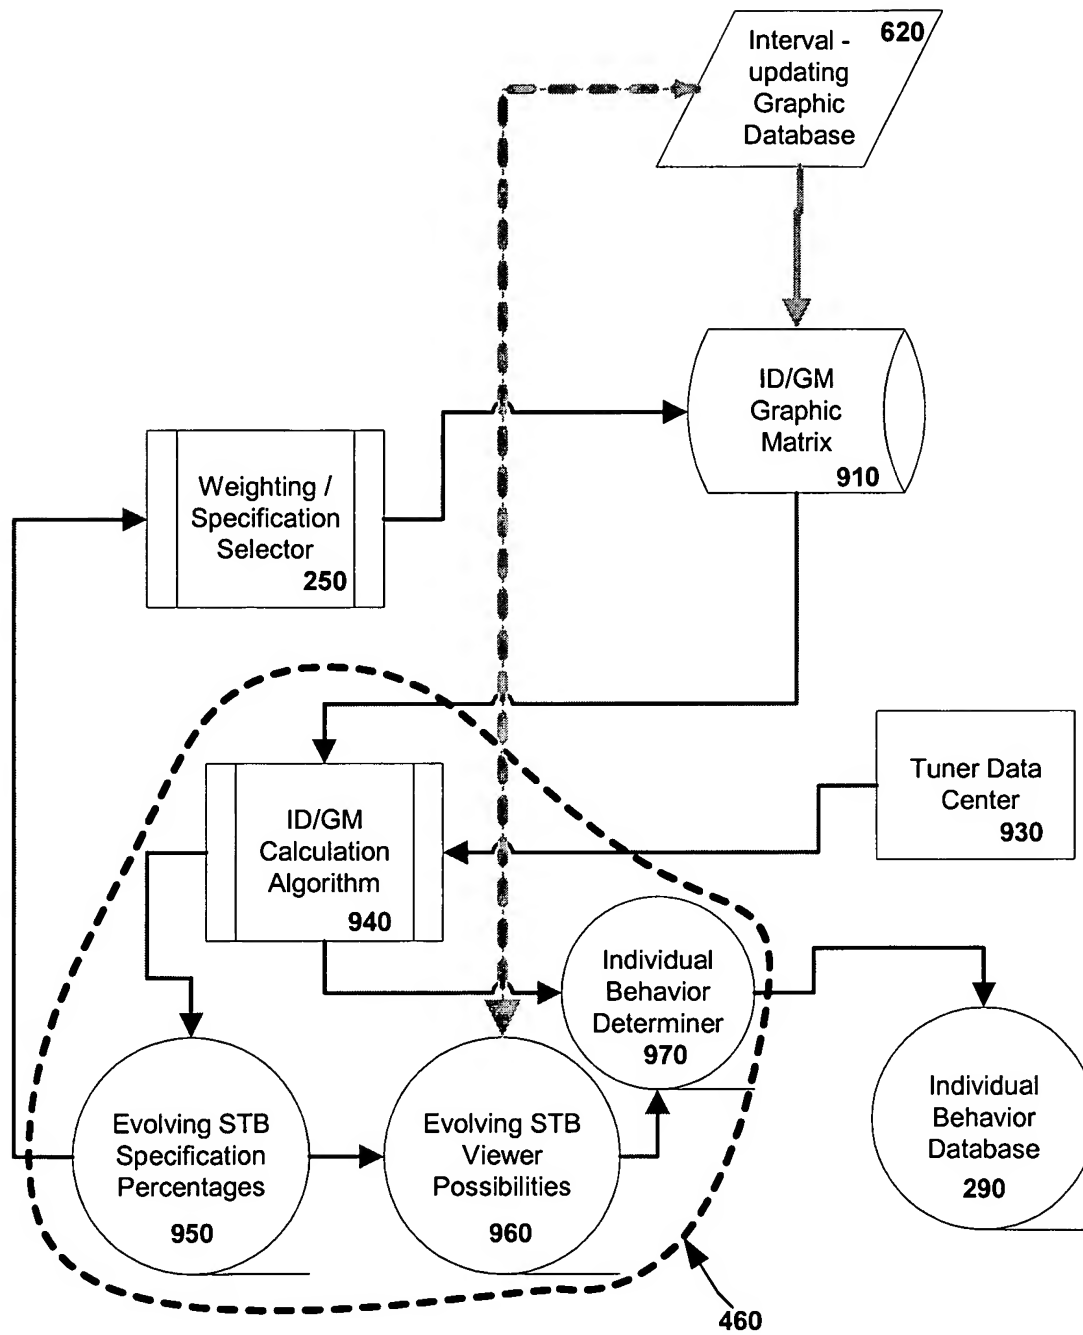 620
Interval -
updating
Graphic
Database
ID/GM
Graphic
Matrix
910
Weighting /
Specification
Selector
250
Tuner Data
Center
930
ID/GM
Calculation
Algorithm
940
Individual
Behavior
Determiner
970
Evolving STB
Specification
Percentages
950
Evolving STB
Viewer
Possibilities
960
Individual
Behavior
Database
290
460